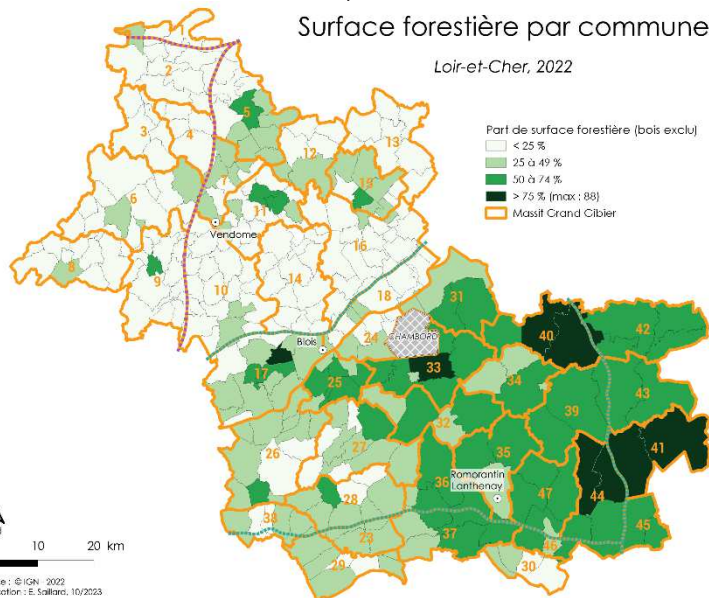 Surface forestière par commune
Loir-et-Cher, 2022
Part de surface forestière (bois exclu)
< 25 %
25 à 49 %
50 à 74 %
> 75 % (max : 88)
Massif Grand Gibier
1
2
3
4
5
12
13
6
7
11
19
Vendome
16
8
9
10
14
18
31
24
CHAMBORD
Blois
40
42
17
25
33
34
43
39
32
26
27
35
41
36
Romorantin
Lanthenay
47
44
28
38
23
37
46
45
29
30
10 20 km
: © IGN - 2022
: E. Saillard, 10/2023